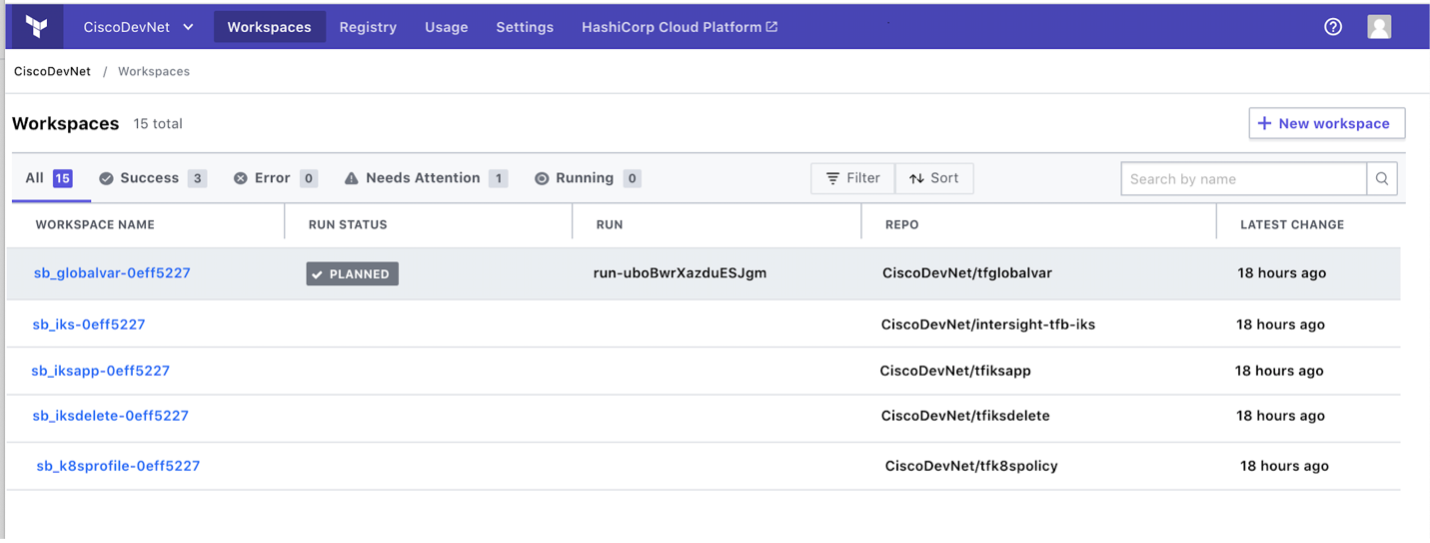 CiscoDevNet Workspaces Registry Usage Settings HashiCorp Cloud Platform
CiscoDevNet / Workspaces
Workspaces 15 total + New workspace
All 15 Success 3 Error 0 Needs Attention 1 Running 0 Filter Sort Search by name
WORKSPACE NAME RUN STATUS RUN REPO LATEST CHANGE
sb_globalvar-0eff5227 PLANNED run-uboBwrXazduESJgm CiscoDevNet/tfglobalvar 18 hours ago
sb_iks-0eff5227 CiscoDevNet/intersight-tfb-iks 18 hours ago
sb_iksapp-0eff5227 CiscoDevNet/tfiksapp 18 hours ago
sb_iksdelete-0eff5227 CiscoDevNet/tfiksdelete 18 hours ago
sb_k8sprofile-0eff5227 CiscoDevNet/tfk8spolicy 18 hours ago